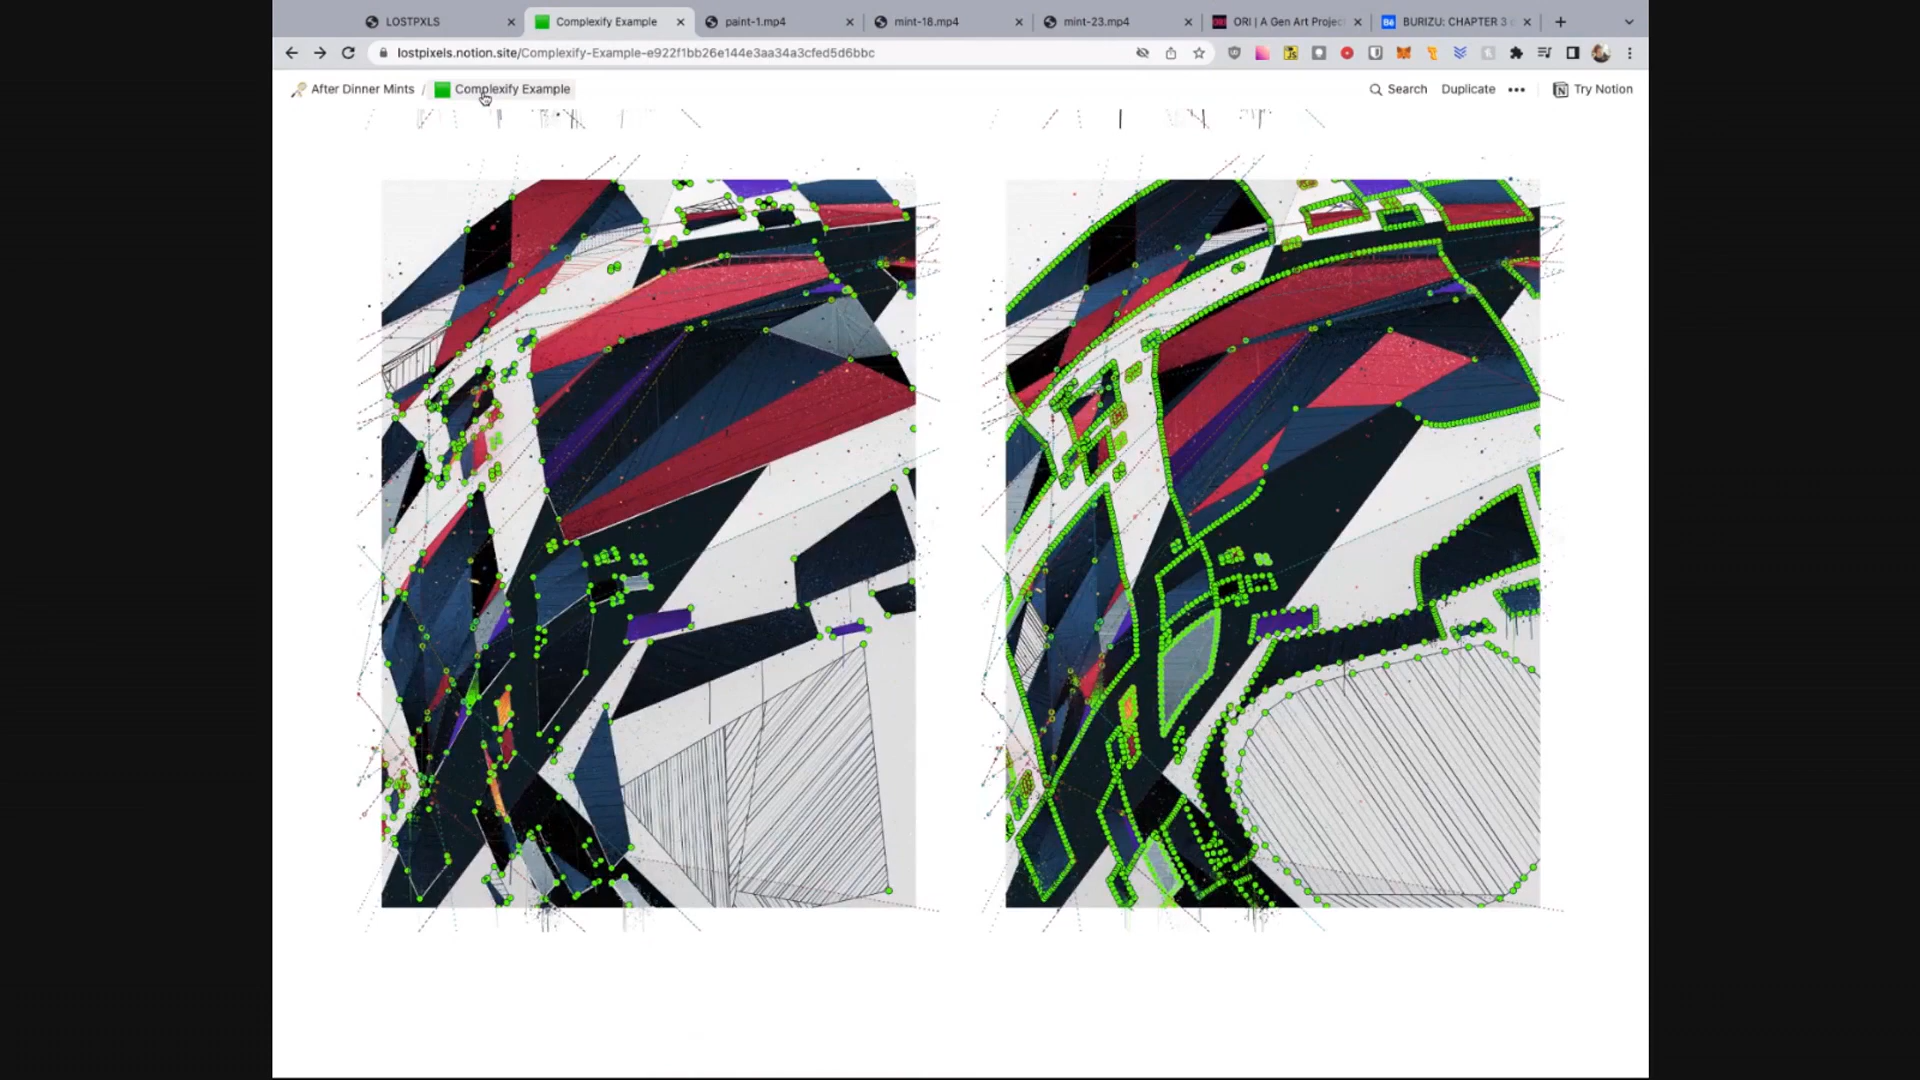 LOSTPXLS
Complexify Example
paint-1.mp4
mint-18.mp4
mint-23.mp4
ORI | A Gen Art Projec
BURIZU: CHAPTER 3
lostpixels.notion.site/Complexify-Example-e922f1bb26e144e3aa34a3cfed5d6bbc
After Dinner Mints / Complexify Example
Search Duplicate Try Notion